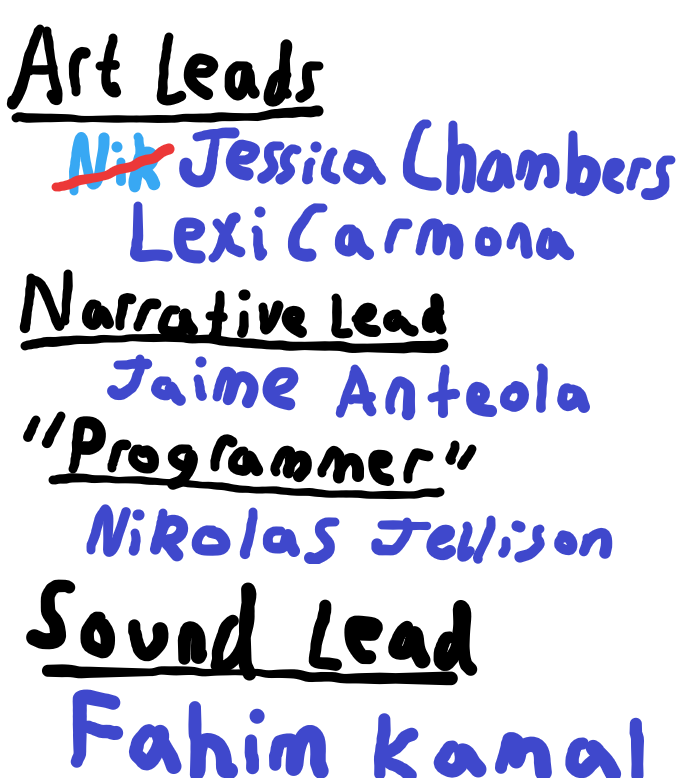 Art Leads
Nik Jessica Chambers
Lexi Carmona
Narrative Lead
Jaime Anteola
"Programmer"
Nikolas Jellison
Sound Lead
Fahim Kamal